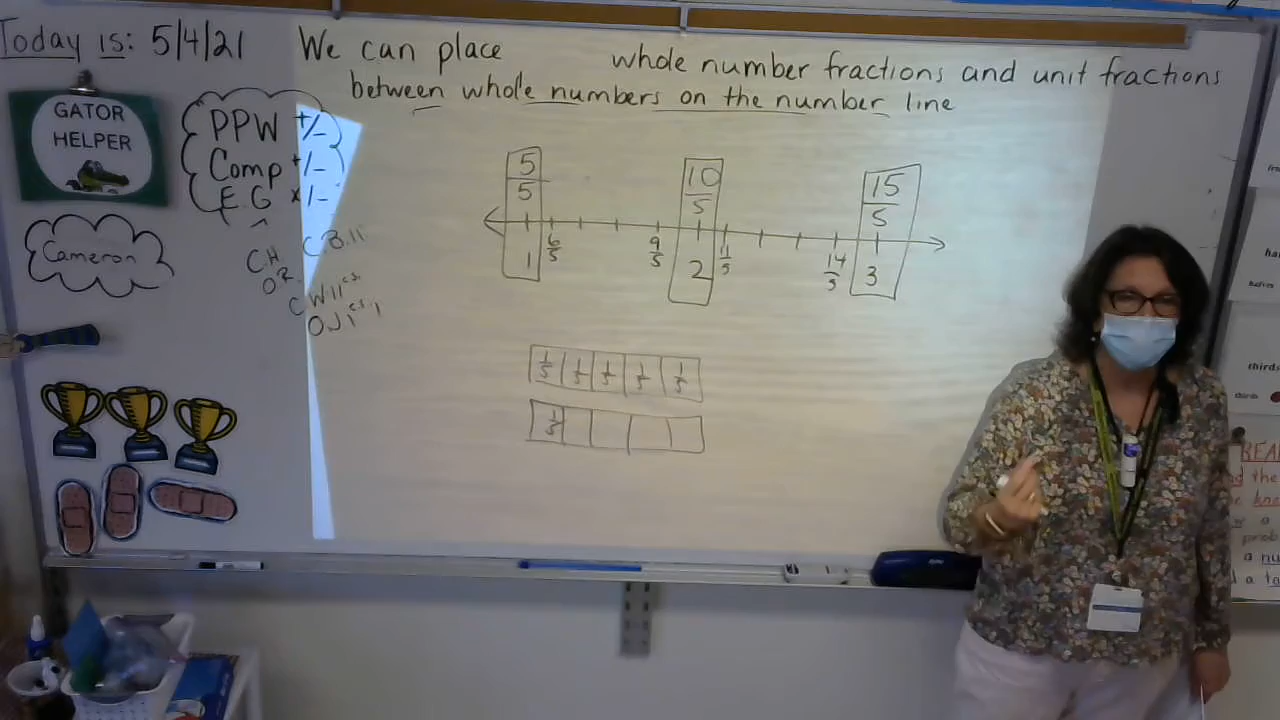 Today is: 5/4/21
We can place whole number fractions and unit fractions
between whole numbers on the number line
GATOR
HELPER
PPW +/-
Comp +/-
E.G x/-
Cameron
5/5 10/5 15/5
1 6/5 9/5 2 11/5 14/5 3
1/5 1/5 1/5 1/5 1/5
1/5
halves
thirds